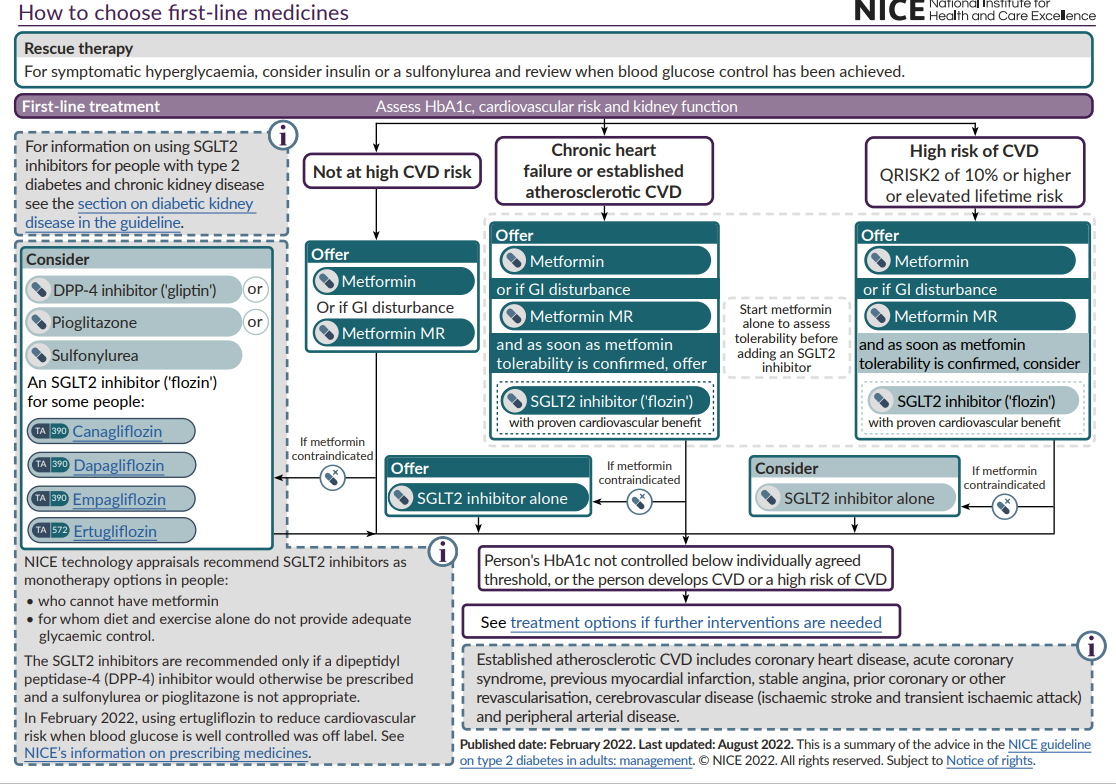 How to choose first-line medicines
NICE National Institute for
Health and Care Excellence
Rescue therapy
For symptomatic hyperglycaemia, consider insulin or a sulfonylurea and review when blood glucose control has been achieved.
First-line treatment
Assess HbA1c, cardiovascular risk and kidney function
i
For information on using SGLT2
inhibitors for people with type 2
diabetes and chronic kidney disease
see the section on diabetic kidney
disease in the guideline.
Not at high CVD risk
Chronic heart
failure or established
atherosclerotic CVD
High risk of CVD
QRISK2 of 10% or higher
or elevated lifetime risk
Consider
DPP-4 inhibitor ('gliptin')
or
Pioglitazone
or
Sulfonylurea
An SGLT2 inhibitor ('flozin')
for some people:
TA 390 Canagliflozin
TA 390 Dapagliflozin
TA 390 Empagliflozin
TA 572 Ertugliflozin
Offer
Metformin
Or if GI disturbance
Metformin MR
If metformin
contraindicated
Offer
Metformin
or if GI disturbance
Metformin MR
and as soon as metfomin
tolerability is confirmed, offer
SGLT2 inhibitor ('flozin')
with proven cardiovascular benefit
Start metformin
alone to assess
tolerability before
adding an SGLT2
inhibitor
Offer
Metformin
or if GI disturbance
Metformin MR
and as soon as metfomin
tolerability is confirmed, consider
SGLT2 inhibitor ('flozin')
with proven cardiovascular benefit
Offer
SGLT2 inhibitor alone
If metformin
contraindicated
Consider
SGLT2 inhibitor alone
If metformin
contraindicated
i
NICE technology appraisals recommend SGLT2 inhibitors as
monotherapy options in people:
• who cannot have metformin
• for whom diet and exercise alone do not provide adequate
glycaemic control.
The SGLT2 inhibitors are recommended only if a dipeptidyl
peptidase-4 (DPP-4) inhibitor would otherwise be prescribed
and a sulfonylurea or pioglitazone is not appropriate.
In February 2022, using ertugliflozin to reduce cardiovascular
risk when blood glucose is well controlled was off label. See
NICE's information on prescribing medicines.
Person's HbA1c not controlled below individually agreed
threshold, or the person develops CVD or a high risk of CVD
See treatment options if further interventions are needed
i
Established atherosclerotic CVD includes coronary heart disease, acute coronary
syndrome, previous myocardial infarction, stable angina, prior coronary or other
revascularisation, cerebrovascular disease (ischaemic stroke and transient ischaemic attack)
and peripheral arterial disease.
Published date: February 2022. Last updated: August 2022. This is a summary of the advice in the NICE guideline
on type 2 diabetes in adults: management. © NICE 2022. All rights reserved. Subject to Notice of rights.